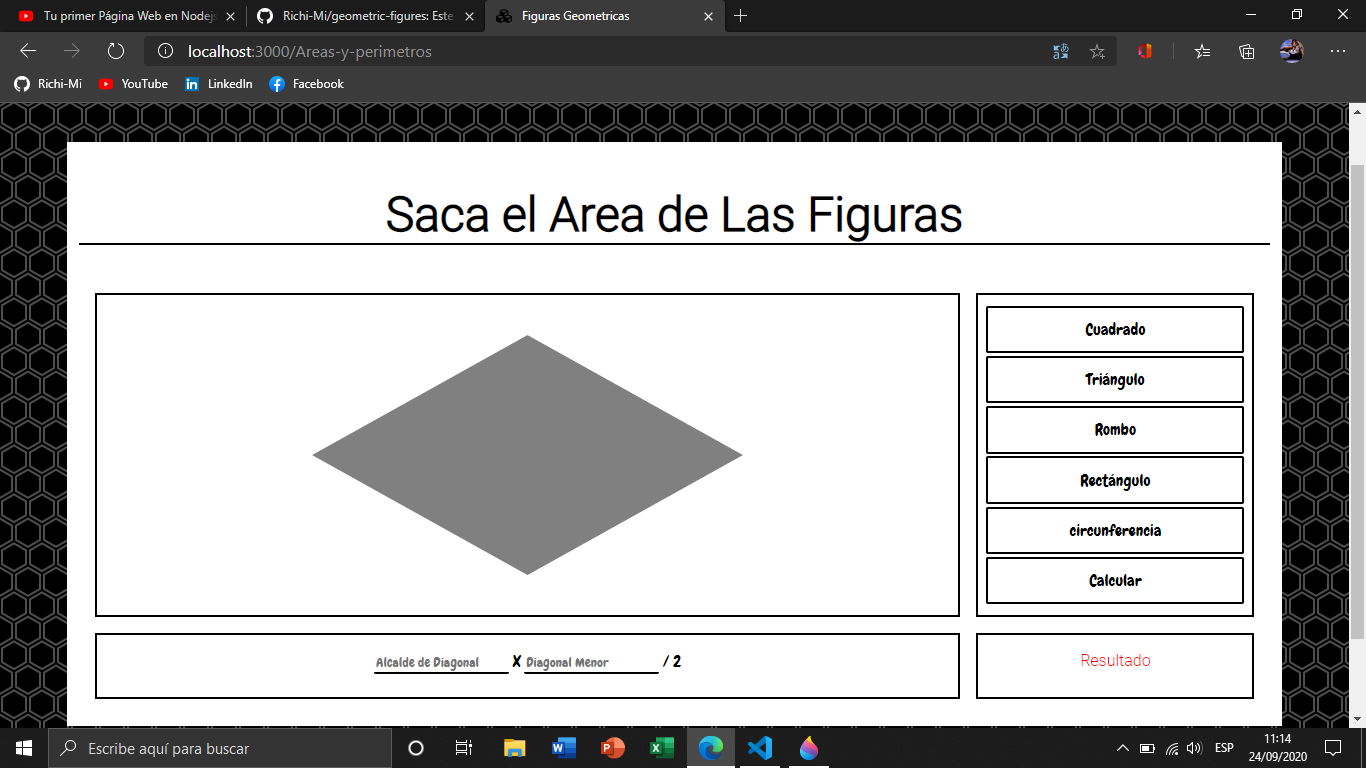 Tu primer Página Web en Nodejs
Richi-Mi/geometric-figures: Este
Figuras Geometricas
localhost:3000/Areas-y-perimetros
Richi-Mi
YouTube
LinkedIn
Facebook
Saca el Area de Las Figuras
Cuadrado
Triángulo
Rombo
Rectángulo
circunferencia
Calcular
Alcalde de Diagonal X Diagonal Menor / 2
Resultado
Escribe aquí para buscar
ESP
11:14
24/09/2020